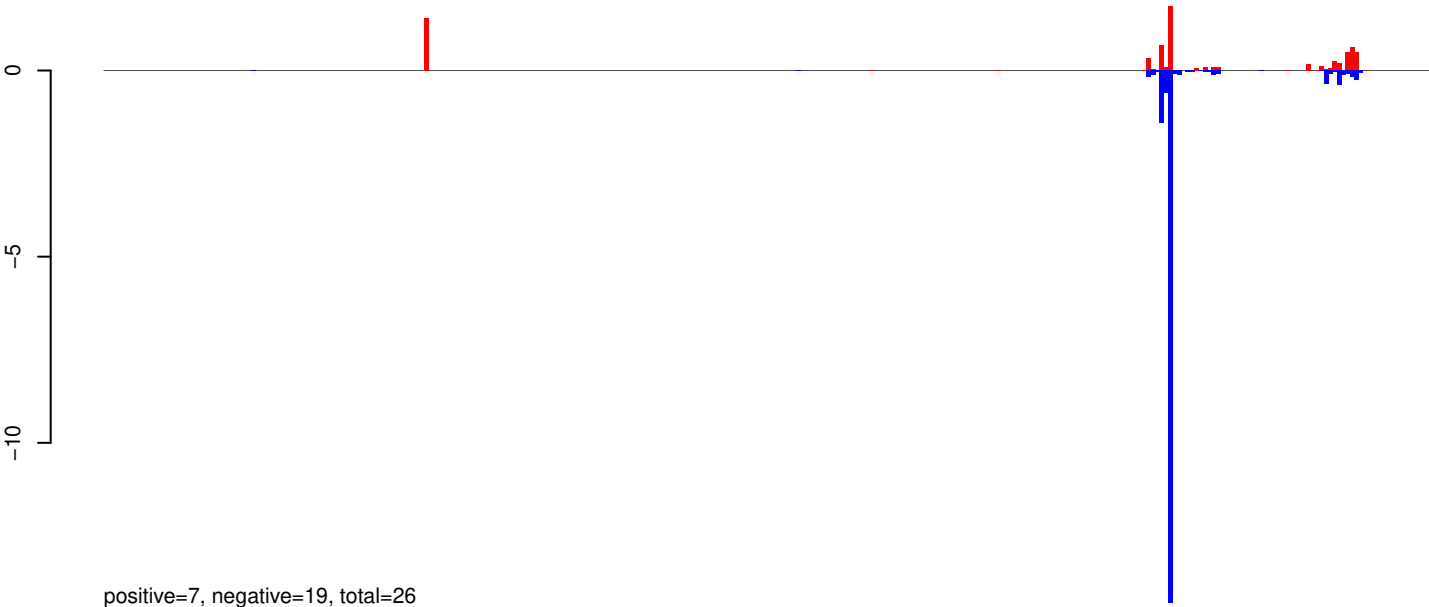 0
−5
−10
positive=7, negative=19, total=26